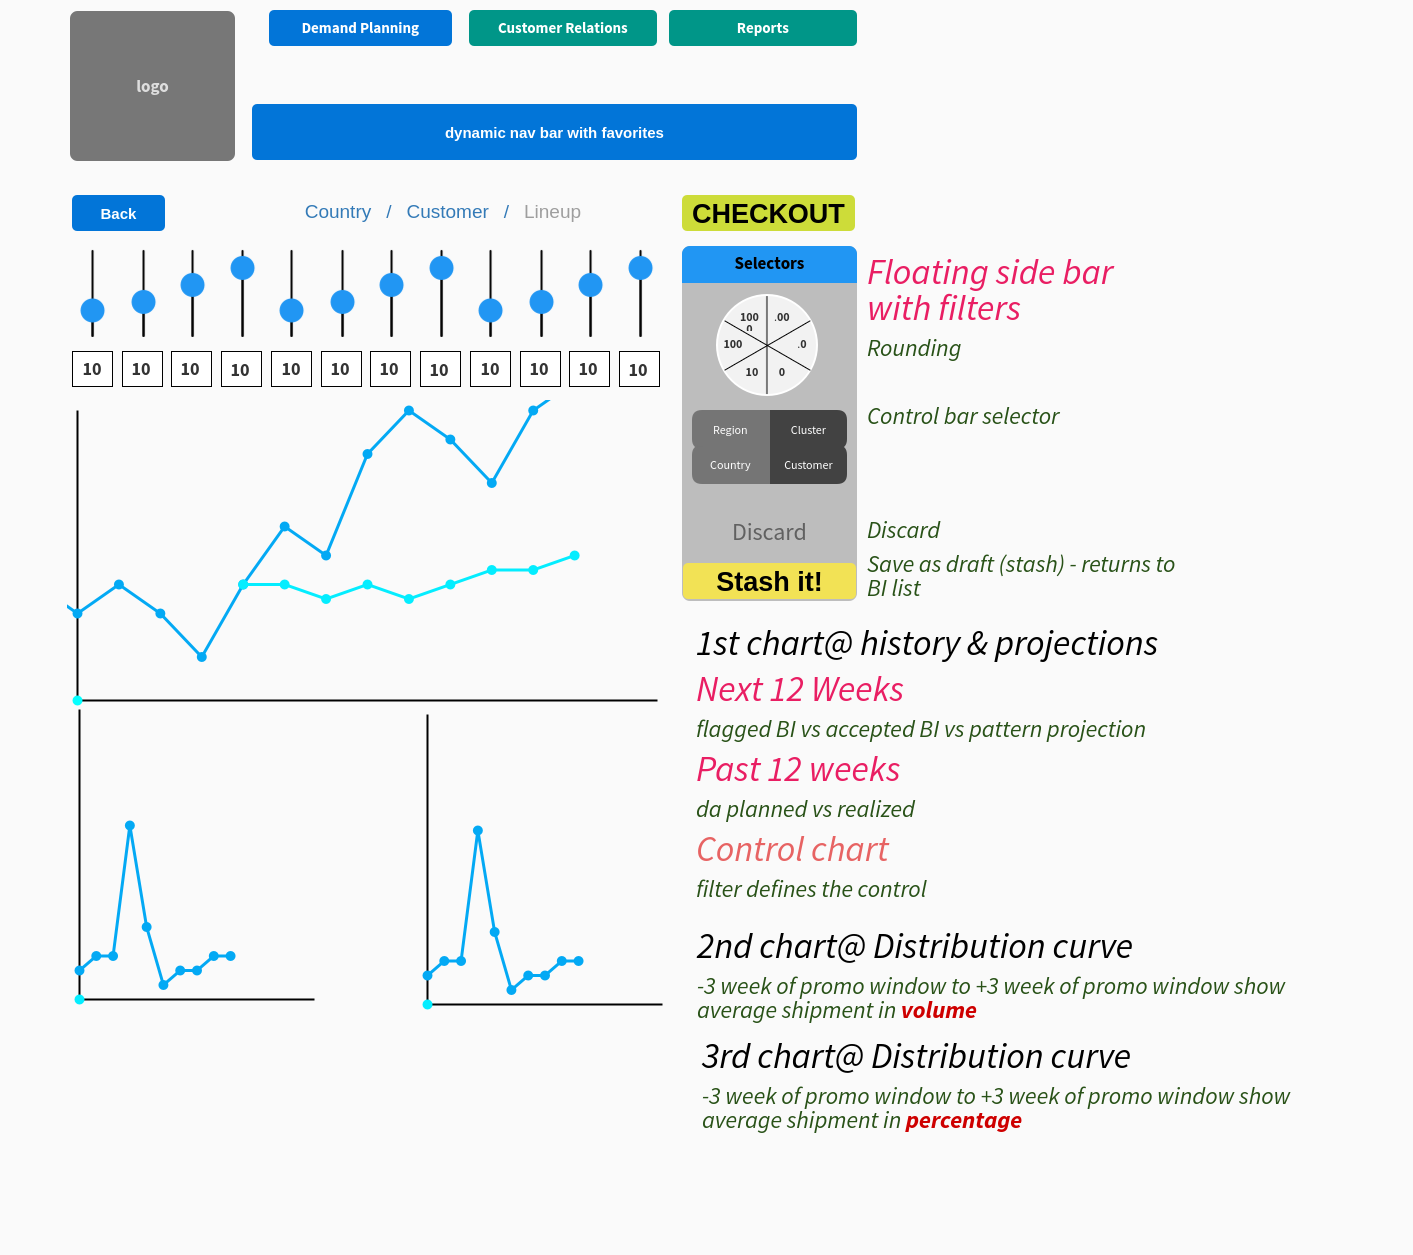 Demand Planning
Customer Relations
Reports
logo
dynamic nav bar with favorites
Back
Country / Customer / Lineup
CHECKOUT
10 10 10 10 10 10 10 10 10 10 10 10
Selectors
1000
.00
100
.0
10
0
Region
Cluster
Country
Customer
Discard
Stash it!
Floating side bar
with filters
Rounding
Control bar selector
Discard
Save as draft (stash) - returns to
BI list
1st chart@ history & projections
Next 12 Weeks
flagged BI vs accepted BI vs pattern projection
Past 12 weeks
da planned vs realized
Control chart
filter defines the control
2nd chart@ Distribution curve
-3 week of promo window to +3 week of promo window show
average shipment in volume
3rd chart@ Distribution curve
-3 week of promo window to +3 week of promo window show
average shipment in percentage